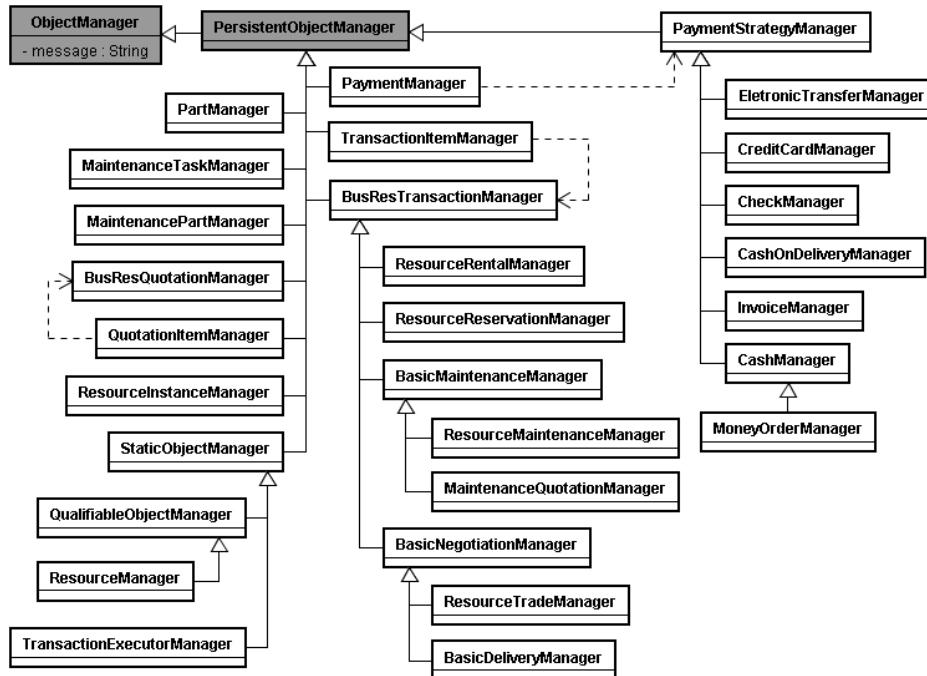 ObjectManager
- message : String
PersistentObjectManager
PaymentStrategyManager
PaymentManager
PartManager
TransactionItemManager
MaintenanceTaskManager
BusResTransactionManager
MaintenancePartManager
BusResQuotationManager
QuotationItemManager
ResourceInstanceManager
StaticObjectManager
QualifiableObjectManager
ResourceManager
TransactionExecutorManager
ResourceRentalManager
ResourceReservationManager
BasicMaintenanceManager
ResourceMaintenanceManager
MaintenanceQuotationManager
BasicNegotiationManager
ResourceTradeManager
BasicDeliveryManager
EletronicTransferManager
CreditCardManager
CheckManager
CashOnDeliveryManager
InvoiceManager
CashManager
MoneyOrderManager